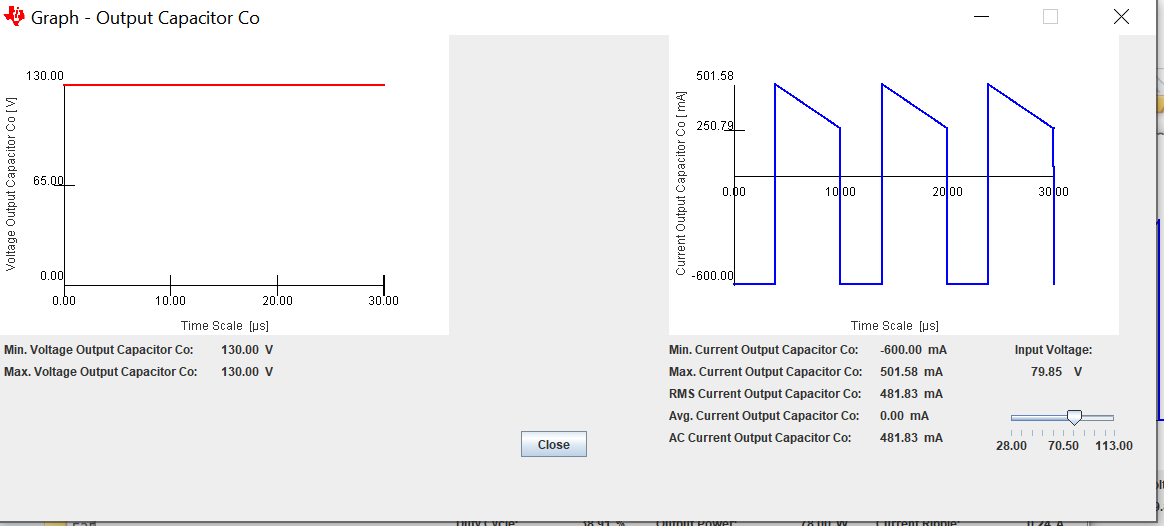 Graph - Output Capacitor Co
130.00
65.00
0.00
Voltage Output Capacitor Co [ V]
0.00 10.00 20.00 30.00
Time Scale [µs]
501.58
250.79
-600.00
Current Output Capacitor Co [ mA]
0.00 10.00 20.00 30.00
Time Scale [µs]
Min. Voltage Output Capacitor Co: 130.00 V
Max. Voltage Output Capacitor Co: 130.00 V
Min. Current Output Capacitor Co: -600.00 mA
Max. Current Output Capacitor Co: 501.58 mA
RMS Current Output Capacitor Co: 481.83 mA
Avg. Current Output Capacitor Co: 0.00 mA
AC Current Output Capacitor Co: 481.83 mA
Input Voltage:
79.85 V
28.00 70.50 113.00
Close
Duty Cycle: Output Power: 78.00 W Current Ripple: 0.24 A